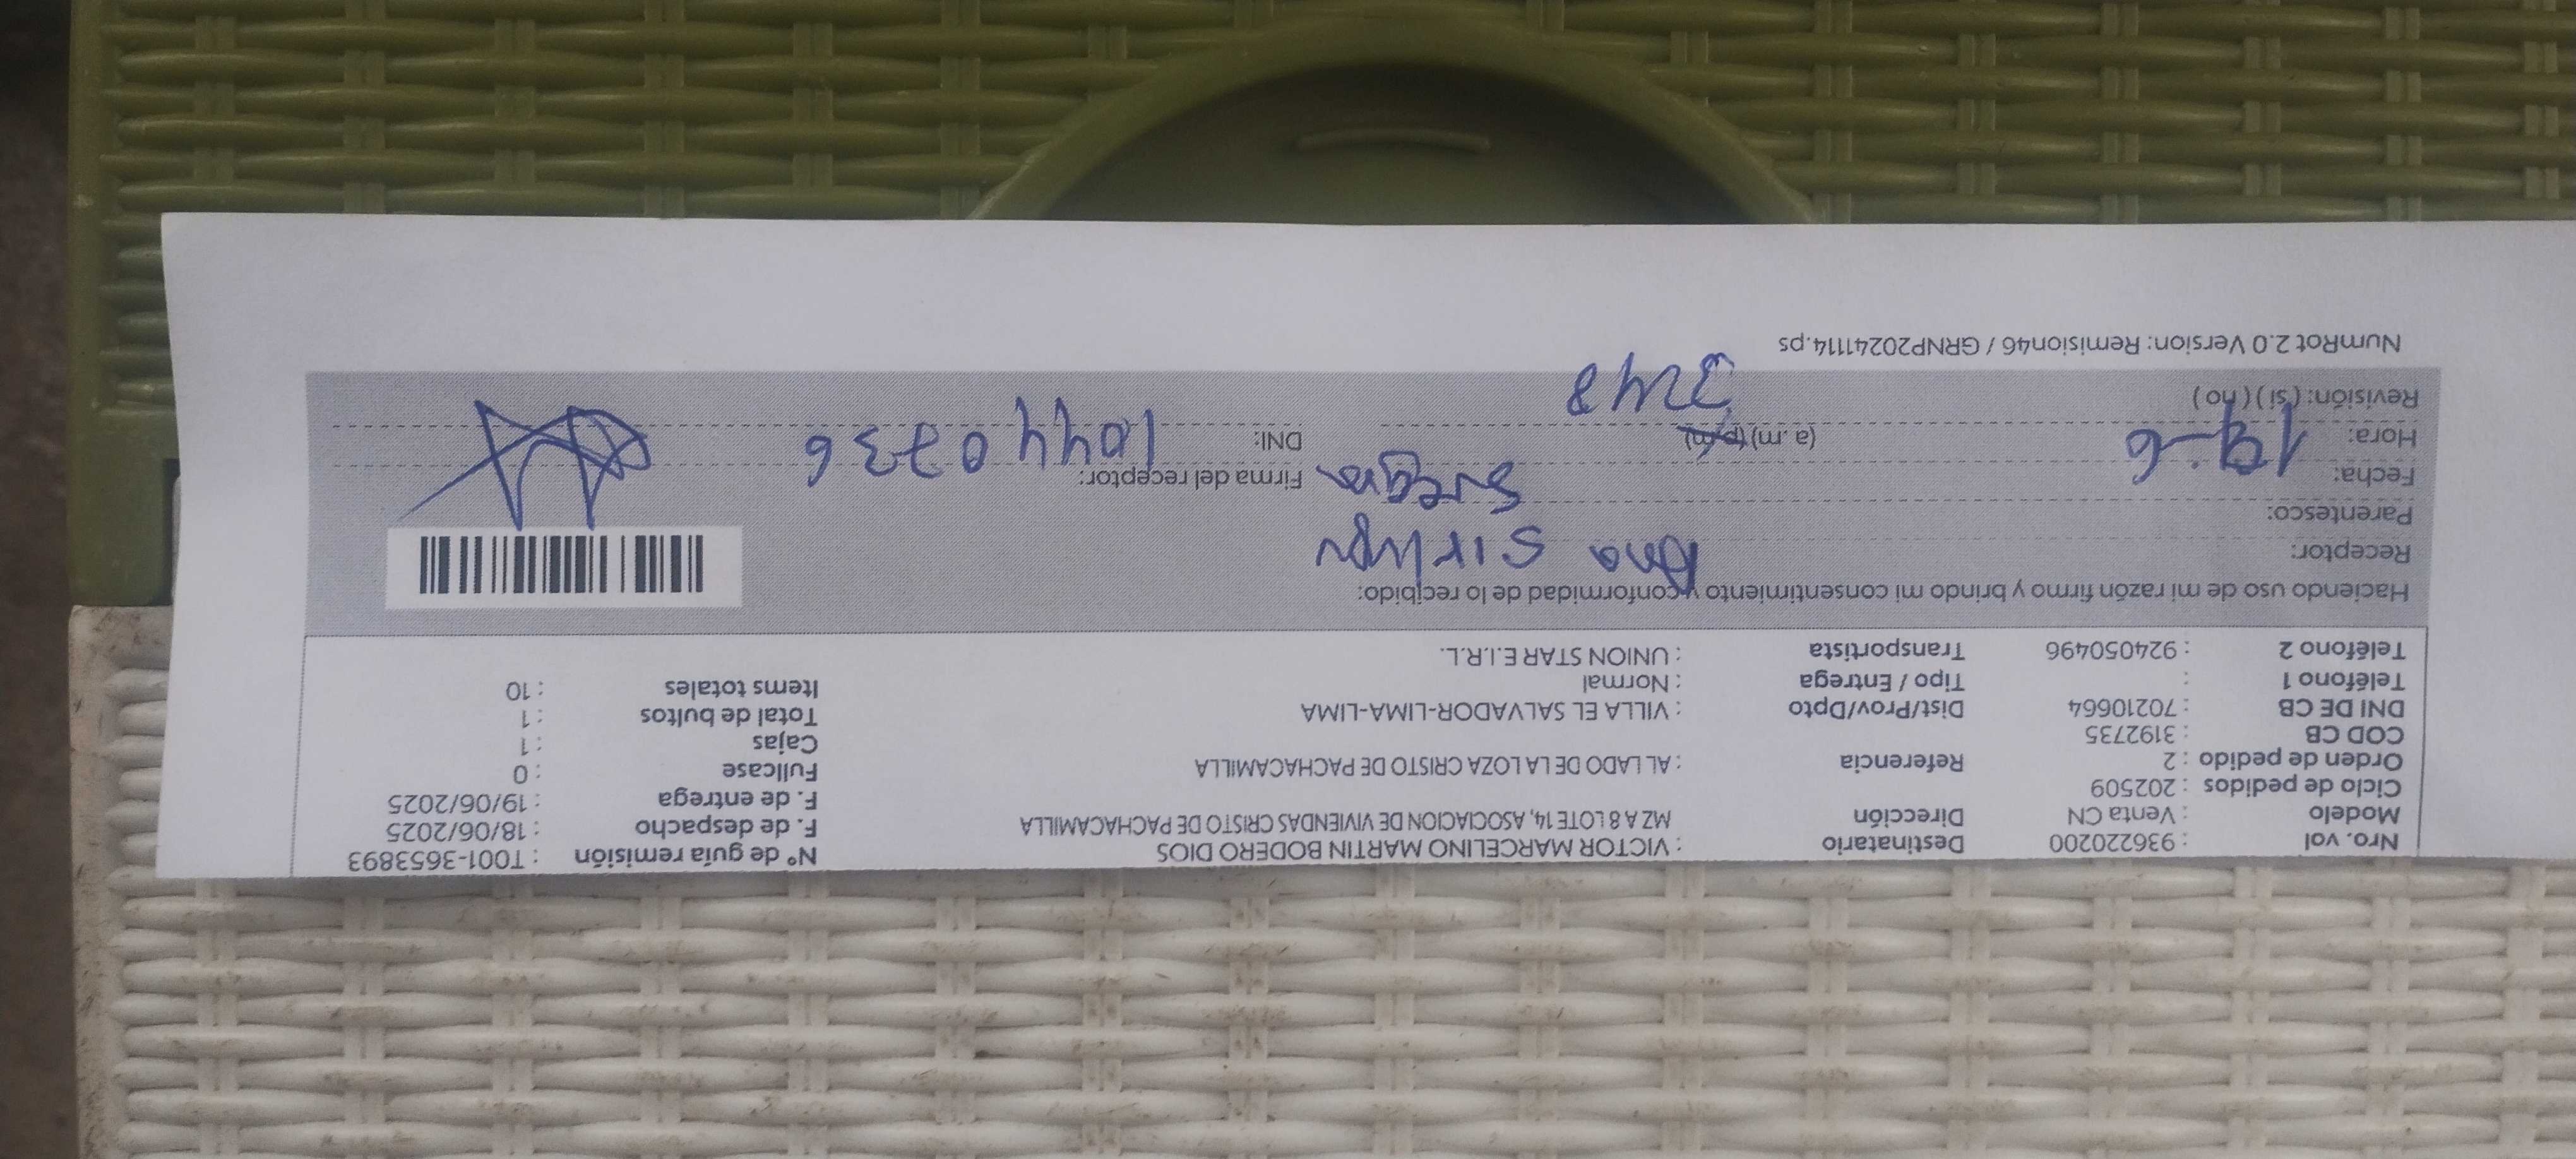 Nro. vol : 936220200 Destinatario : VICTOR MARCELINO MARTIN BODERO DIOS N° de guía remisión : T001-3653893
Modelo : Venta CN Dirección MZ A 8 LOTE 14, ASOCIACION DE VIVIENDAS CRISTO DE PACHACAMILLA F. de despacho : 18/06/2025
Ciclo de pedidos : 202509 F. de entrega : 19/06/2025
Orden de pedido : 2 Referencia : AL LADO DE LA LOZA CRISTO DE PACHACAMILLA Fullcase : 0
COD CB : 3192735 Cajas : 1
DNI DE CB : 70210664 Dist/Prov/Dpto : VILLA EL SALVADOR-LIMA-LIMA Total de bultos : 1
Teléfono 1 : Tipo / Entrega : Normal Items totales : 10
Teléfono 2 : 924050496 Transportista : UNION STAR E.I.R.L.
Haciendo uso de mi razón firmo y brindo mi consentimiento y conformidad de lo recibido:
Receptor: Ana
Parentesco: Suegra
Fecha: 19-6 Firma del receptor:
Hora: (a. m) (p.m) DNI: 10440736
Revisión: (si) (no)
NumRot 2.0 Version: Remision46 / GRNP20241114.ps